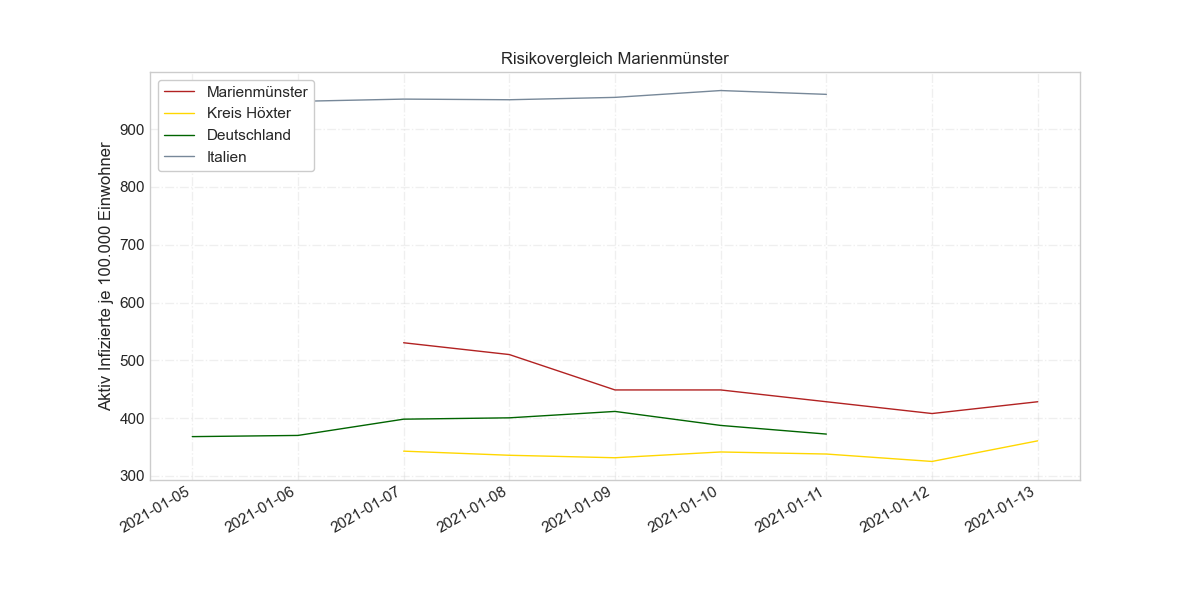 Risikovergleich Marienmünster
Marienmünster
Kreis Höxter
Deutschland
Italien
Aktiv Infizierte je 100.000 Einwohner
900
800
700
600
500
400
300
2021-01-05
2021-01-06
2021-01-07
2021-01-08
2021-01-09
2021-01-10
2021-01-11
2021-01-12
2021-01-13